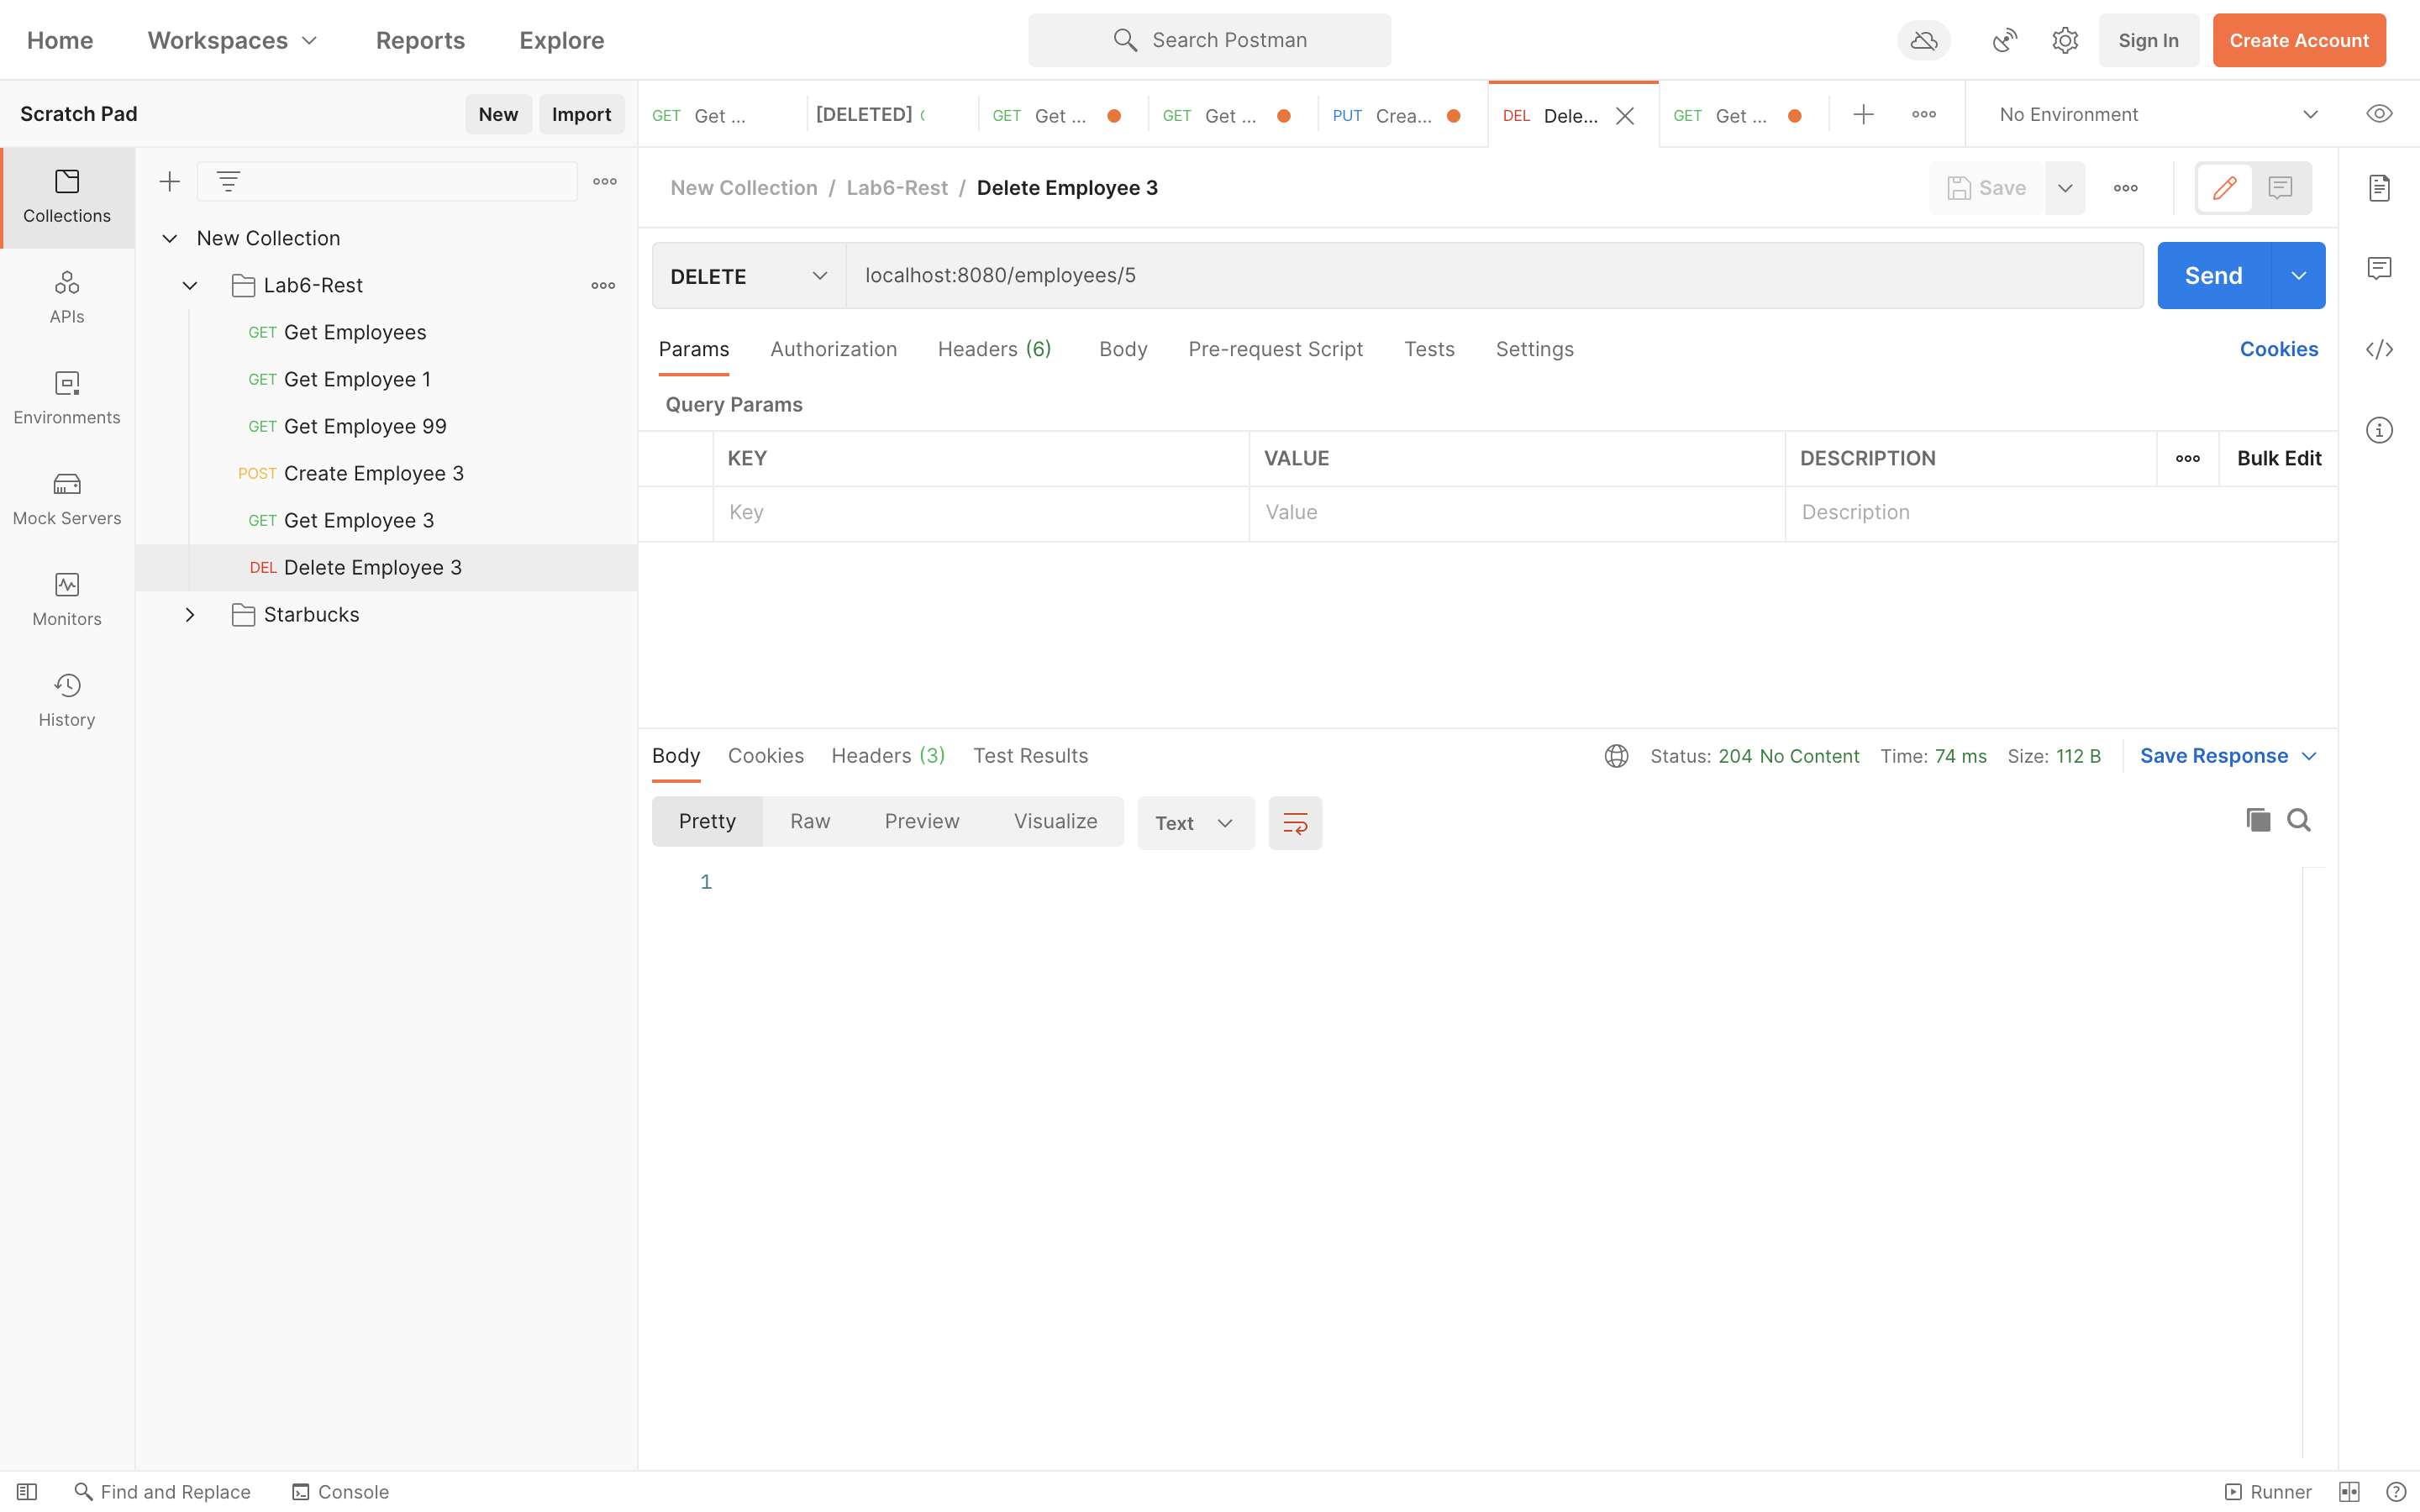 Home Workspaces Reports Explore Search Postman Sign In Create Account
Scratch Pad New Import
GET Get ... [DELETED] GET Get ... GET Get ... PUT Crea... DEL Dele... GET Get ... No Environment
Collections
APIs
Environments
Mock Servers
Monitors
History
New Collection
Lab6-Rest
GET Get Employees
GET Get Employee 1
GET Get Employee 99
POST Create Employee 3
GET Get Employee 3
DEL Delete Employee 3
Starbucks
New Collection / Lab6-Rest / Delete Employee 3 Save
DELETE localhost:8080/employees/5 Send
Params Authorization Headers (6) Body Pre-request Script Tests Settings Cookies
Query Params
KEY VALUE DESCRIPTION Bulk Edit
Key Value Description
Body Cookies Headers (3) Test Results Status: 204 No Content Time: 74 ms Size: 112 B Save Response
Pretty Raw Preview Visualize Text
1
Find and Replace Console Runner